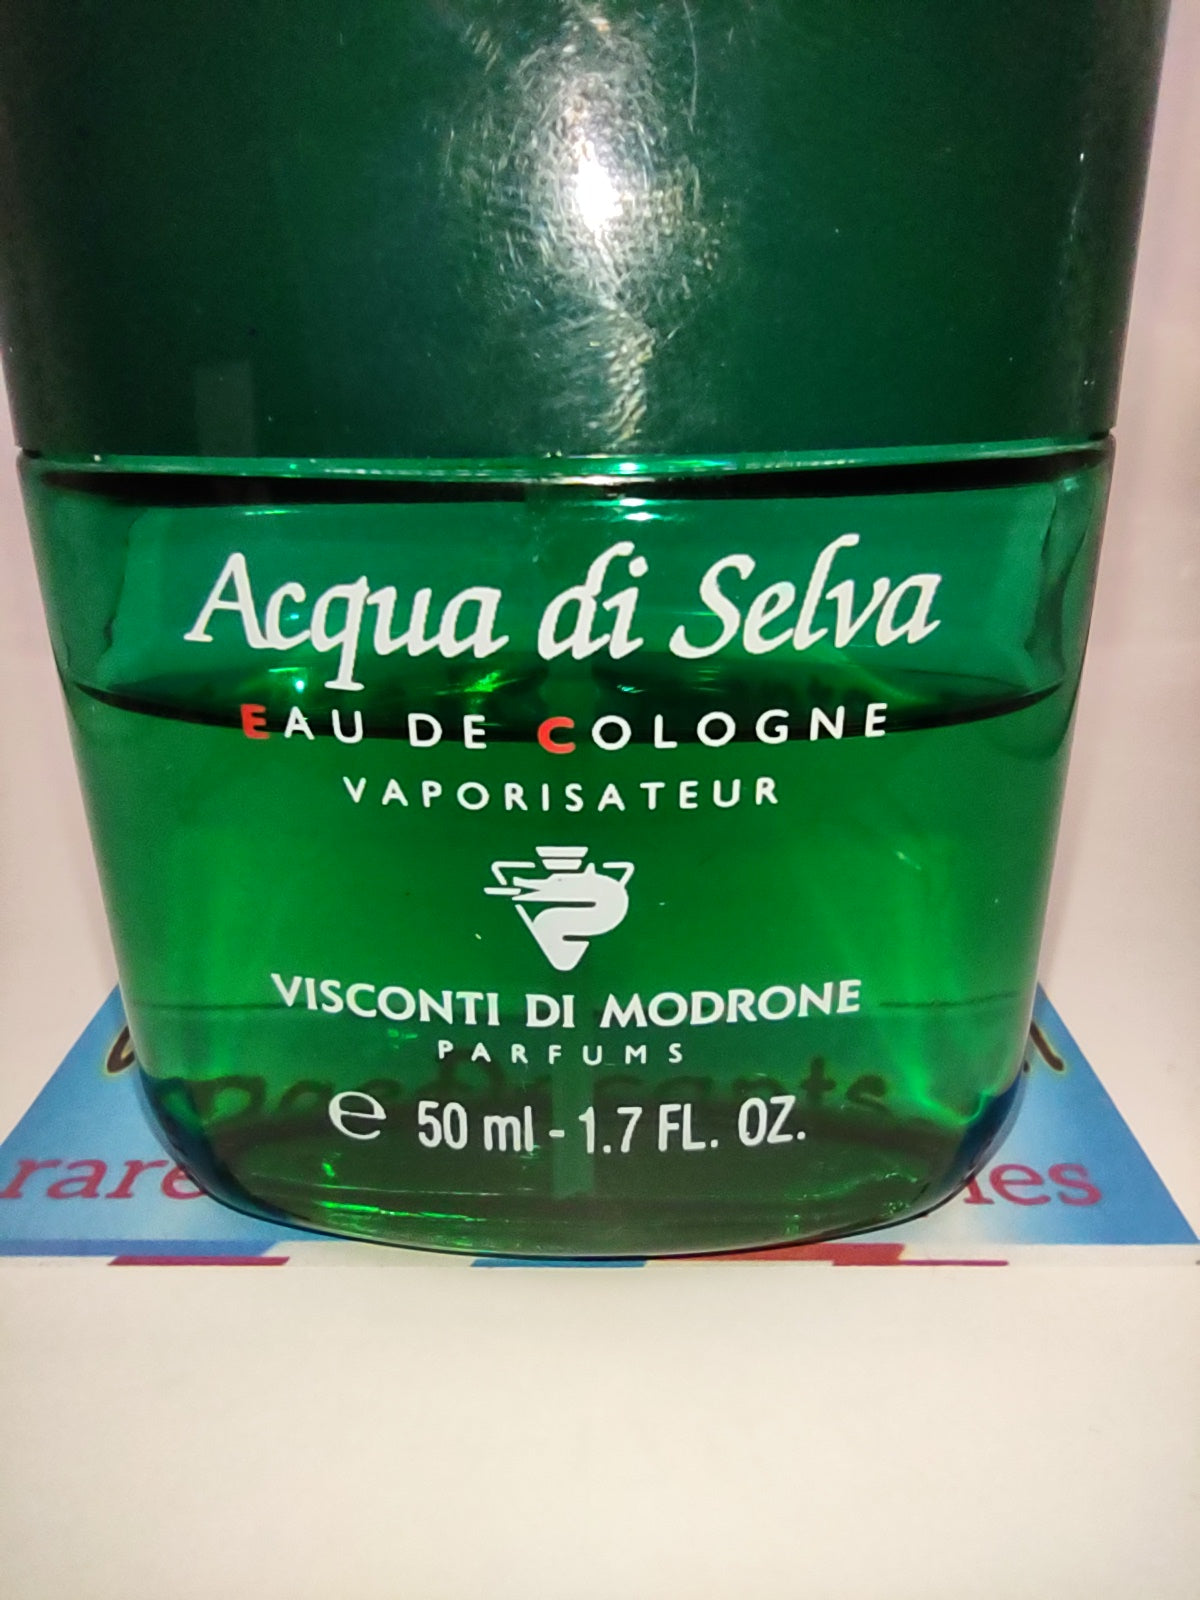 Acqua di Selva
EAU DE COLOGNE
VAPORISATEUR
VISCONTI DI MODRONE
PARFUMS
e 50 ml - 1.7 FL. OZ.